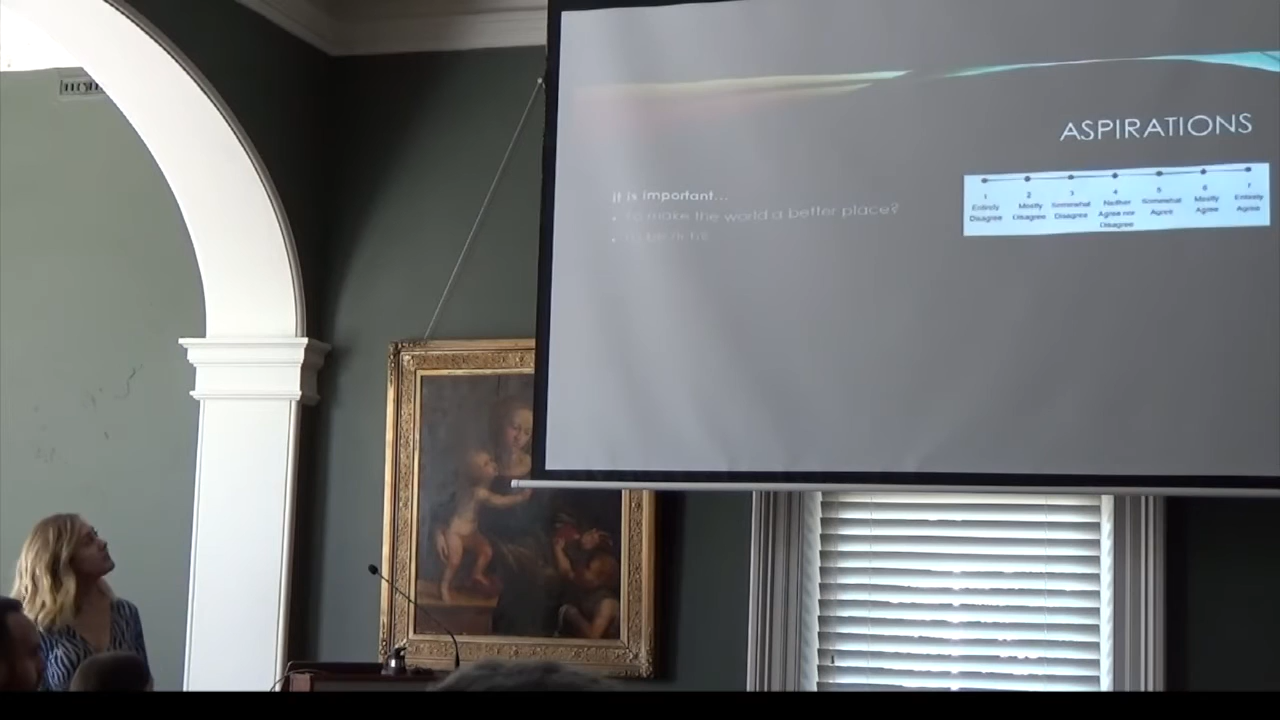 ASPIRATIONS
It is important...
• To make the world a better place?
1 2 3 4 5 6 7
Entirely Mostly Somewhat Neither Somewhat Mostly Entirely
Disagree Disagree Disagree Agree nor Agree Agree Agree
Disagree